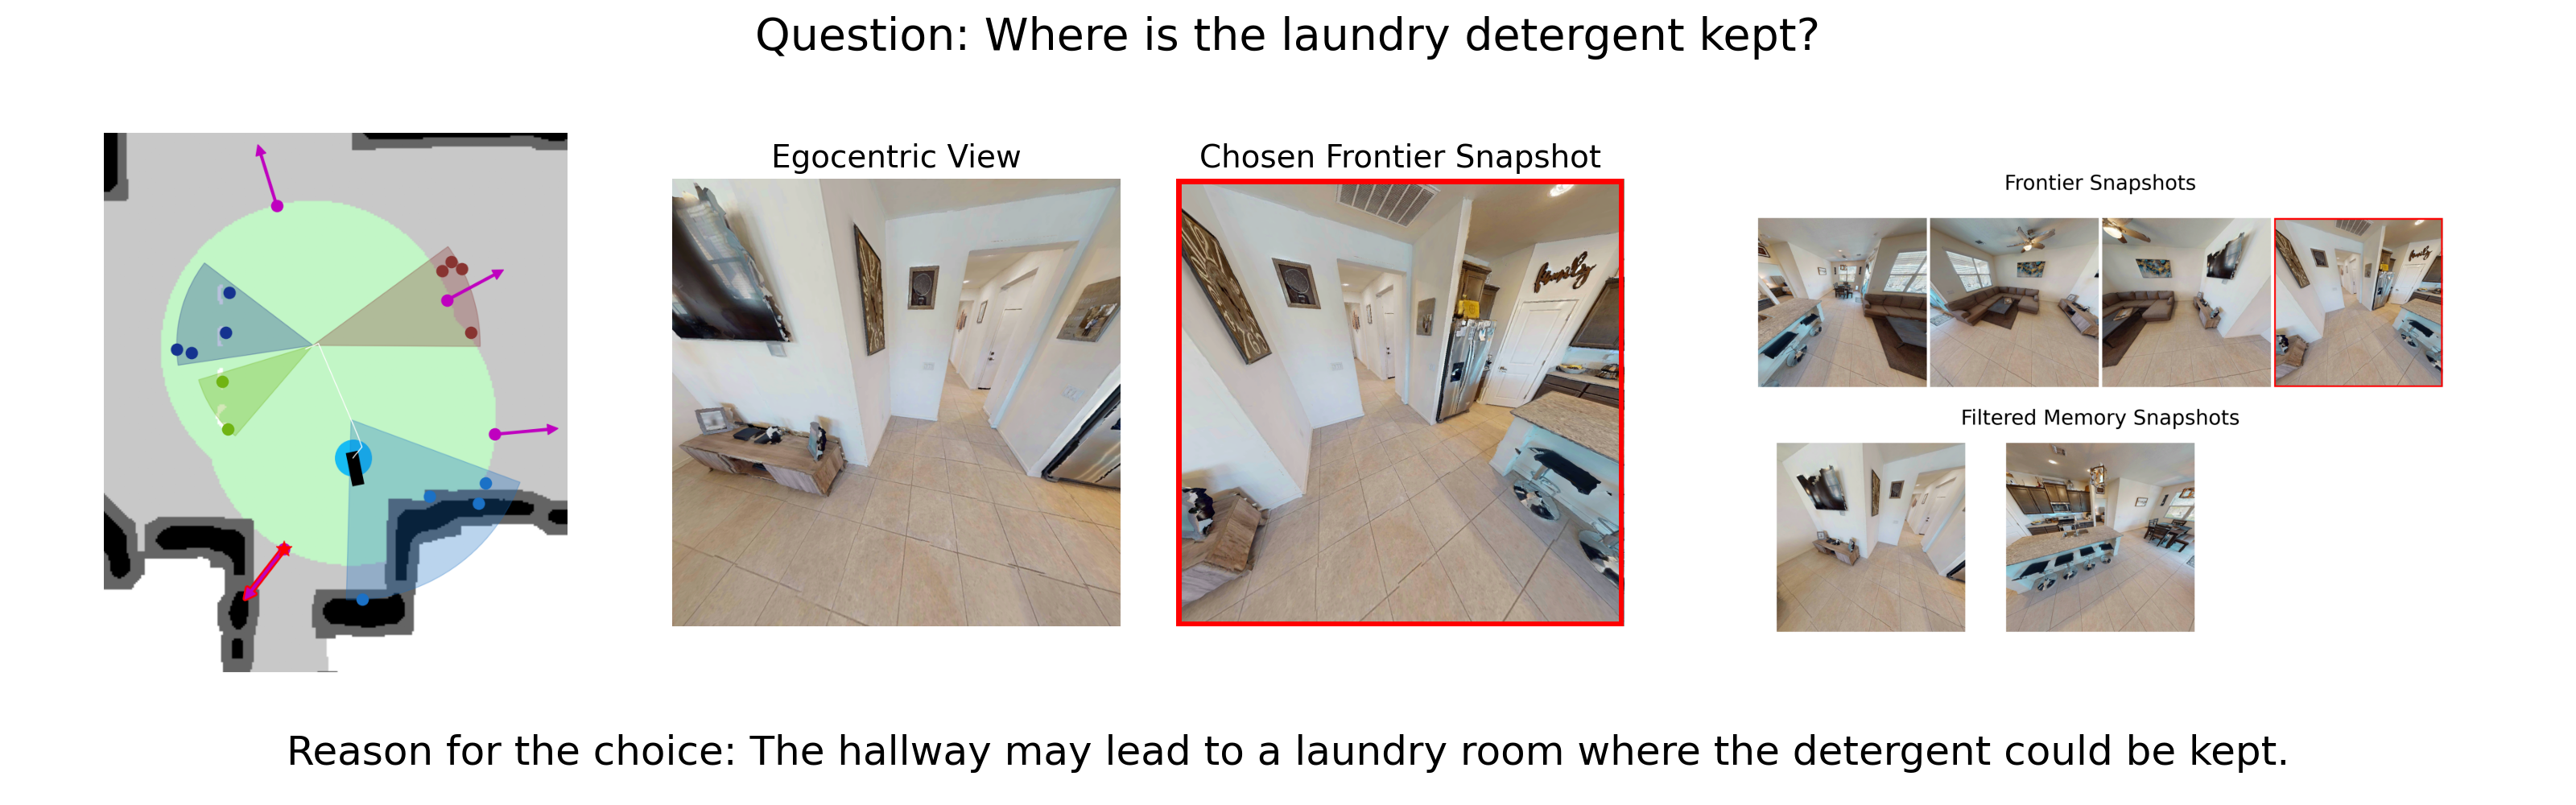 Question: Where is the laundry detergent kept?
Egocentric View
Chosen Frontier Snapshot
Frontier Snapshots
family
Filtered Memory Snapshots
Reason for the choice: The hallway may lead to a laundry room where the detergent could be kept.